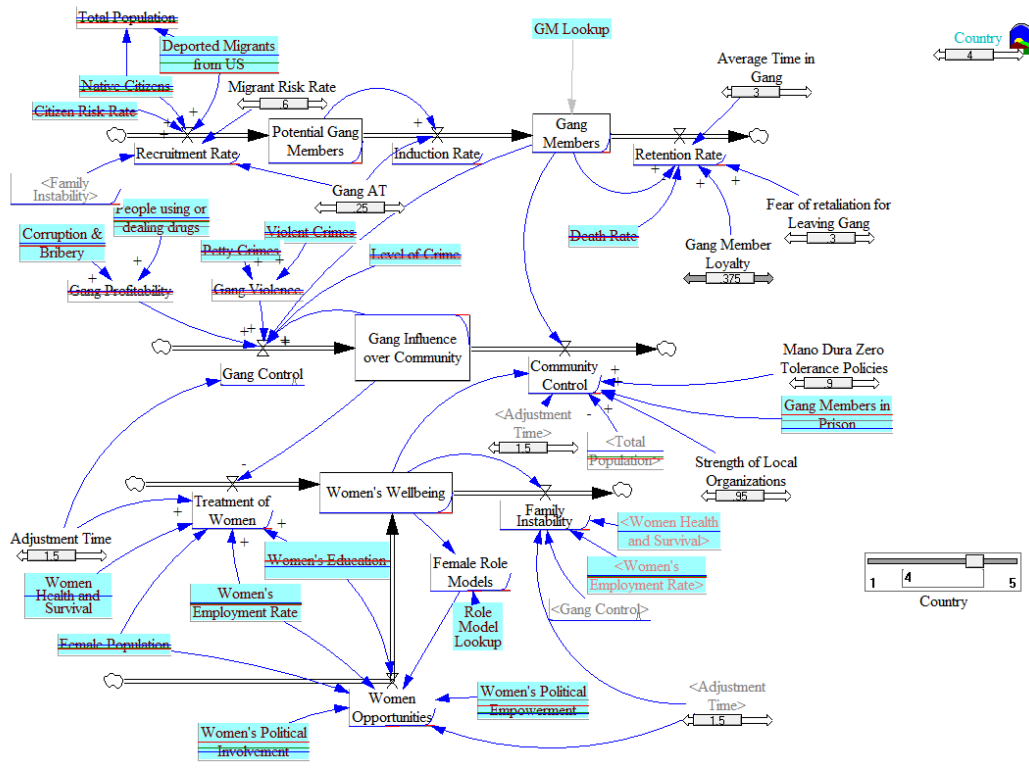 Total Population
GM Lookup
Country
4
Deported Migrants
from US
Average Time in
Gang
3
Native Citizens
Migrant Risk Rate
.6
Citizen Risk Rate
Potential Gang
Members
Gang
Members
Recruitment Rate
Induction Rate
Retention Rate
<Family
Instability>
Gang AT
.25
Fear of retaliation for
Leaving Gang
.3
People using or
dealing drugs
Corruption &
Bribery
Violent Crimes
Petty Crimes
Level of Crime
Death Rate
Gang Member
Loyalty
.375
Gang Profitability
Gang Violence
Gang Influence
over Community
Gang Control
Community
Control
Mano Dura Zero
Tolerance Policies
.9
Gang Members in
Prison
<Adjustment
Time>
1.5
<Total
Population>
Strength of Local
Organizations
.95
Treatment of
Women
Women's Wellbeing
Family
Instability
<Women Health
and Survival>
Adjustment Time
1.5
Women's Education
Female Role
Models
<Women's
Employment Rate>
Women
Health and
Survival
Women's
Employment Rate
<Gang Control>
Role
Model
Lookup
1
4
5
Country
Female Population
Women
Opportunities
Women's Political
Empowerment
<Adjustment
Time>
1.5
Women's Political
Involvement